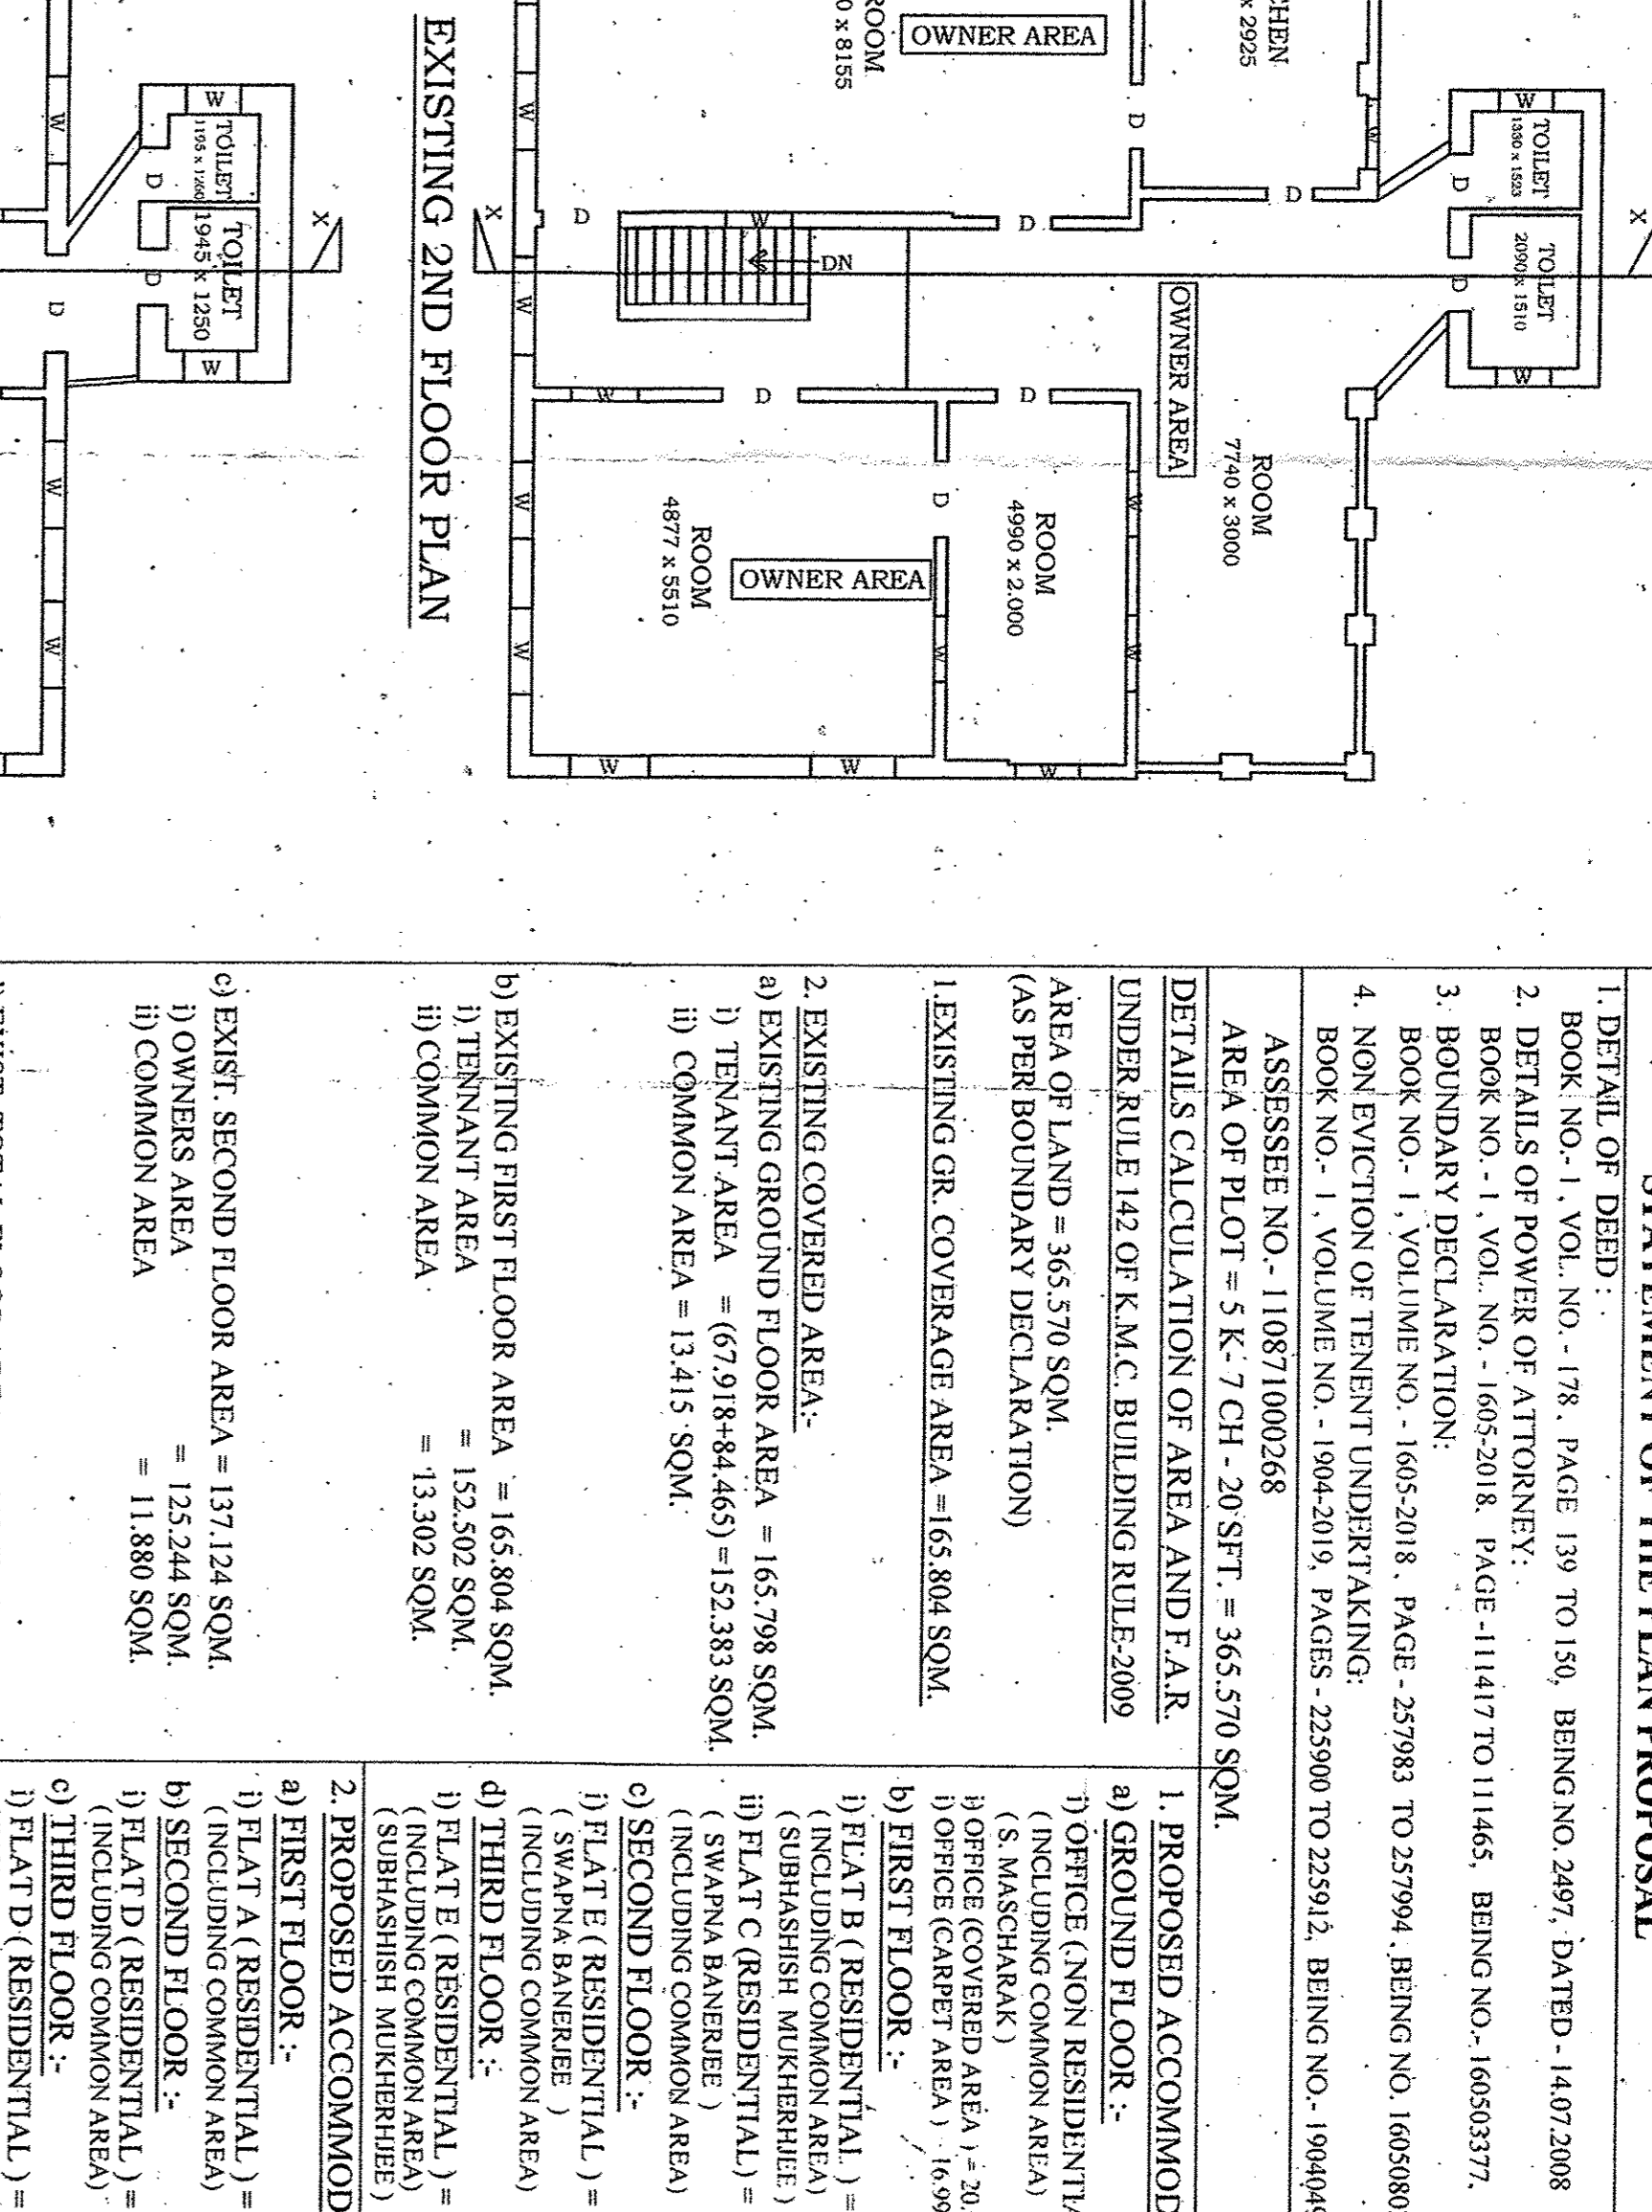 STATEMENT OF THE PLAN PROPOSAL
1. DETAIL OF DEED :
BOOK NO.- 1, VOL. NO. - 178, PAGE 139 TO 150, BEING NO. 2497, DATED - 14.07.2008
2. DETAILS OF POWER OF ATTORNEY:
BOOK NO. - 1, VOL. NO. - 1605-2018, PAGE -111417 TO 111465, BEING NO.- 160503377.
3. BOUNDARY DECLARATION:
BOOK NO.- 1, VOLUME NO. - 1605-2018, PAGE - 257983 TO 257994, BEING NO.
4. NON EVICTION OF TENENT UNDERTAKING:
BOOK NO.- 1, VOLUME NO. - 1904-2019, PAGES - 225900 TO 225912, BEING NO.-
ASSESSEE NO.- 110871000268
AREA OF PLOT = 5 K- 7 CH - 20 SFT. = 365.570 SQM.
DETAILS CALCULATION OF AREA AND F.A.R.
UNDER RULE 142 OF K.M.C. BUILDING RULE-2009
AREA OF LAND = 365.570 SQM.
(AS PER BOUNDARY DECLARATION)
1.EXISTING GR. COVERAGE AREA =165.804 SQM.
2. EXISTING COVERED AREA:-
a) EXISTING GROUND FLOOR AREA = 165.798 SQM.
i) TENANT AREA = (67.918+84.465) =152.383 SQM.
ii) COMMON AREA = 13.415 SQM.
b) EXISTING FIRST FLOOR AREA = 165.804 SQM.
i) TENNANT AREA = 152.502 SQM.
ii) COMMON AREA = 13.302 SQM.
c) EXIST. SECOND FLOOR AREA = 137.124 SQM.
i) OWNERS AREA = 125.244 SQM.
ii) COMMON AREA = 11.880 SQM.
1. PROPOSED ACCOMMOD
a) GROUND FLOOR :-
i) OFFICE ( NON RESIDENTIA
( INCLUDING COMMON AREA )
( S. MASCHARAK )
i) OFFICE (COVERED AREA ) = 20.
i) OFFICE (CARPET AREA ) 16.99
b) FIRST FLOOR :-
i) FLAT B ( RESIDENTIAL ) =
( INCLUDING COMMON AREA)
( SUBHASHISH MUKHERHJEE )
ii) FLAT C (RESIDENTIAL) =
( SWAPNA BANERJEE )
( INCLUDING COMMON AREA)
c) SECOND FLOOR :-
i) FLAT E ( RESIDENTIAL ) =
( SWAPNA BANERJEE )
( INCLUDING COMMON AREA)
d) THIRD FLOOR :-
i) FLAT E ( RESIDENTIAL ) =
( INCLUDING COMMON AREA)
( SUBHASHISH MUKHERHJEE )
2. PROPOSED ACCOMMOD
a) FIRST FLOOR :-
i) FLAT A ( RESIDENTIAL ) =
( INCLUDING COMMON AREA)
b) SECOND FLOOR :-
i) FLAT D ( RESIDENTIAL ) =
( INCLUDING COMMON AREA)
c) THIRD FLOOR :-
i) FLAT D ( RESIDENTIAL ) =
X
TOILET
1330 x 1523
TOILET
2090 x 1510
W
W
D
D
CHEN
x 2925
W
D
D
D
ROOM
7740 x 3000
OWNER AREA
OWNER AREA
ROOM
0 x 8155
W
DN
D
D
D
D
ROOM
4990 x 2.000
OWNER AREA
ROOM
4877 x 5510
W
W
W
W
W
W
W
W
W
W
W
W
X
EXISTING 2ND FLOOR PLAN
X
TOILET
1195 x 1260
TOILET
1945 x 1250
W
W
D
D
D
W
W
W